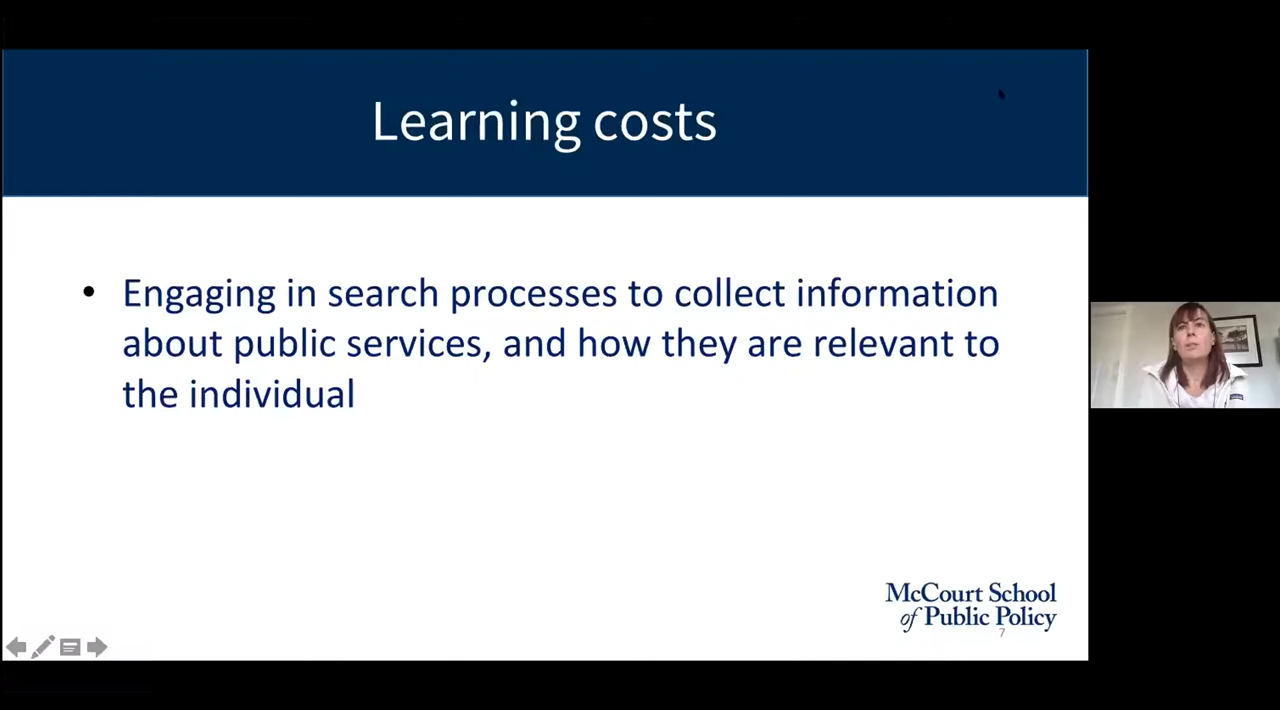 Learning costs
• Engaging in search processes to collect information
about public services, and how they are relevant to
the individual
McCourt School
of Public Policy
7